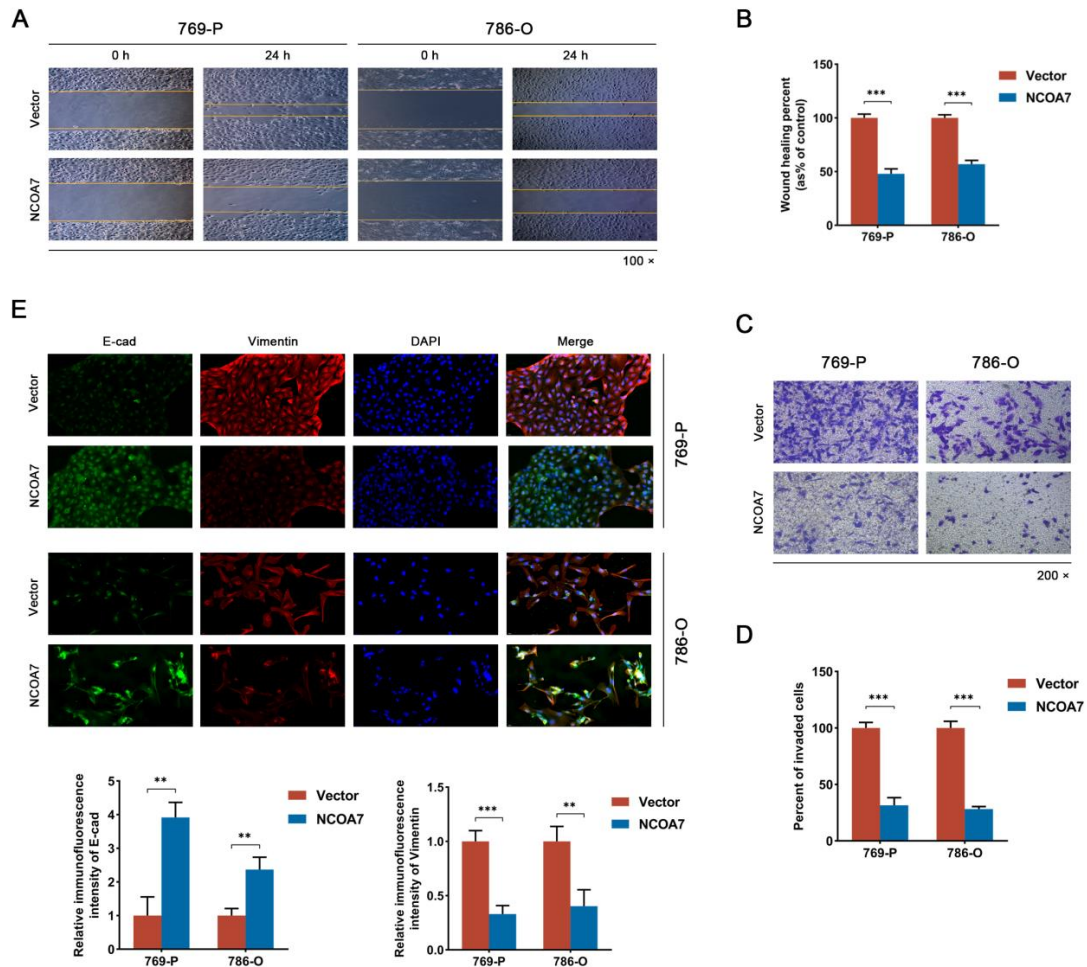 A
769-P
786-O
0 h
24 h
0 h
24 h
Vector
NCOA7
100 ×
B
Wound healing percent
(as% of control)
150
100
50
0
***
***
769-P
786-O
Vector
NCOA7
E
E-cad
Vimentin
DAPI
Merge
Vector
NCOA7
769-P
Vector
NCOA7
786-O
C
769-P
786-O
Vector
NCOA7
200 ×
D
Percent of invaded cells
150
100
50
0
***
***
769-P
786-O
Vector
NCOA7
Relative immunofluorescence
intensity of E-cad
5
4
3
2
1
0
**
**
769-P
786-O
Vector
NCOA7
Relative immunofluorescence
intensity of Vimentin
1.5
1.0
0.5
0.0
***
**
769-P
786-O
Vector
NCOA7